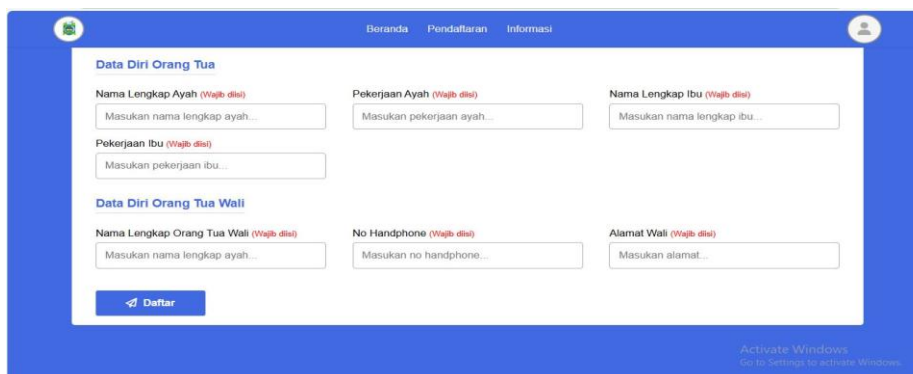 Beranda Pendaftaran Informasi
Data Diri Orang Tua
Nama Lengkap Ayah (Wajib diisi) Pekerjaan Ayah (Wajib diisi) Nama Lengkap Ibu (Wajib diisi)
Masukan nama lengkap ayah... Masukan pekerjaan ayah... Masukan nama lengkap ibu...
Pekerjaan Ibu (Wajib diisi)
Masukan pekerjaan ibu...
Data Diri Orang Tua Wali
Nama Lengkap Orang Tua Wali (Wajib diisi) No Handphone (Wajib diisi) Alamat Wali (Wajib diisi)
Masukan nama lengkap ayah... Masukan no handphone... Masukan alamat...
Daftar
Activate Windows
Go to Settings to activate Windows.